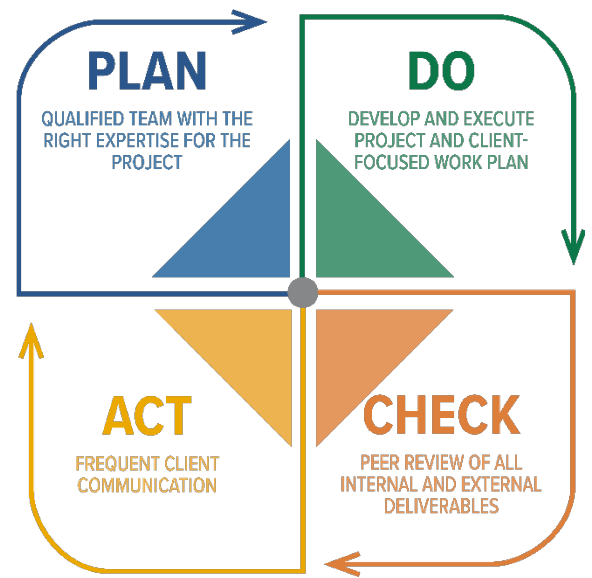 PLAN
QUALIFIED TEAM WITH THE
RIGHT EXPERTISE FOR THE
PROJECT
DO
DEVELOP AND EXECUTE
PROJECT AND CLIENT-
FOCUSED WORK PLAN
ACT
FREQUENT CLIENT
COMMUNICATION
CHECK
PEER REVIEW OF ALL
INTERNAL AND EXTERNAL
DELIVERABLES